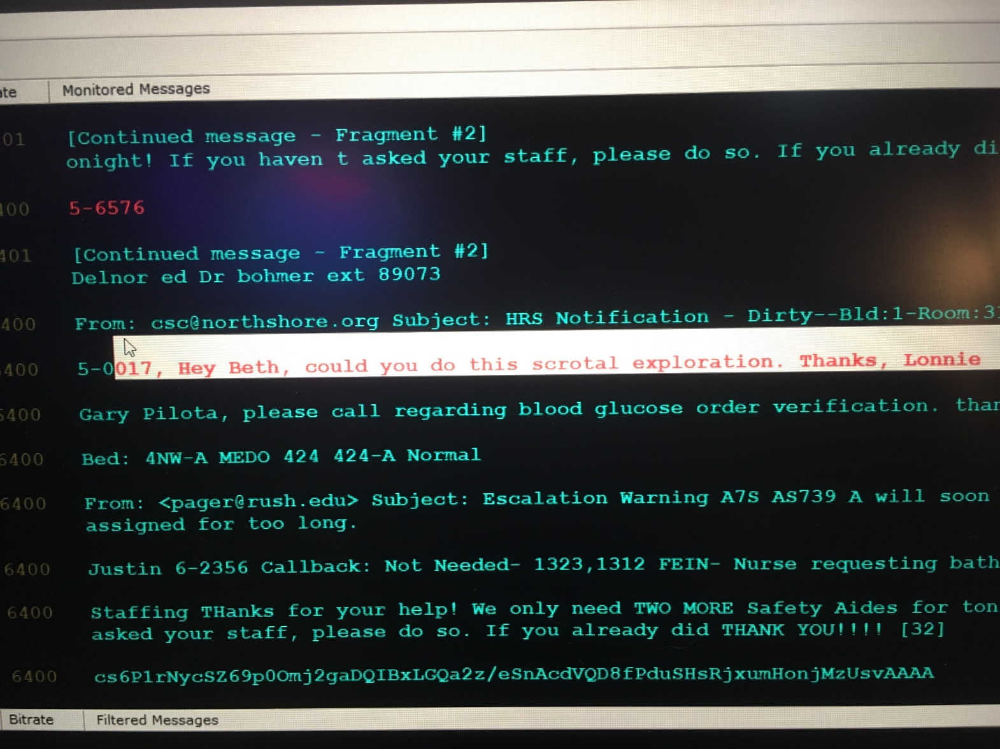 Monitored Messages
01 [Continued message - Fragment #2]
onight! If you haven t asked your staff, please do so. If you already di
400 5-6576
401 [Continued message - Fragment #2]
Delnor ed Dr bohmer ext 89073
400 From: csc@northshore.org Subject: HRS Notification - Dirty--Bld:1-Room:31
400 5-0017, Hey Beth, could you do this scrotal exploration. Thanks, Lonnie
6400 Gary Pilota, please call regarding blood glucose order verification. than
6400 Bed: 4NW-A MEDO 424 424-A Normal
6400 From: <pager@rush.edu> Subject: Escalation Warning A7S AS739 A will soon
assigned for too long.
6400 Justin 6-2356 Callback: Not Needed- 1323,1312 FEIN- Nurse requesting bath
6400 Staffing THanks for your help! We only need TWO MORE Safety Aides for ton
asked your staff, please do so. If you already did THANK YOU!!!! [32]
6400 cs6P1rNycSZ69p0Omj2gaDQIBxLGQa2z/eSnAcdVQD8fPduSHsRjxumHonjMzUsvAAAA
Bitrate Filtered Messages